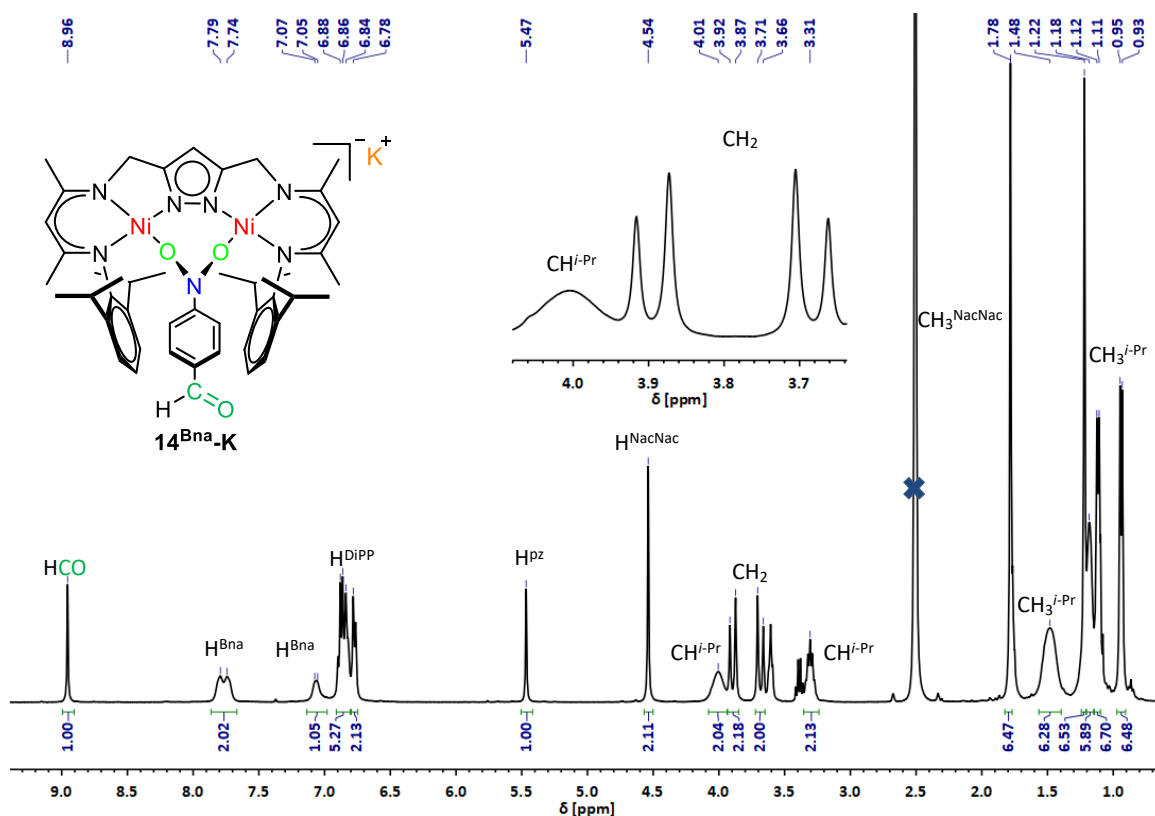 8.96 7.79 7.74 7.07 7.05 6.88 6.86 6.84 6.78 5.47 4.54 4.01 3.92 3.87 3.71 3.66 3.31 1.78 1.48 1.22 1.18 1.12 1.11 0.95 0.93
− K+
N N N N
Ni Ni
N O O N
N
H C O
14Bna-K
CH2
CHi-Pr
4.0 3.9 3.8 3.7
δ [ppm]
CH3NacNac
CH3i-Pr
HNacNac
HCO
HBna
HBna
HDiPP
Hpz
CHi-Pr
CH2
CHi-Pr
CH3i-Pr
1.00 2.02 1.05 5.27 2.13 1.00 2.11 2.04 2.18 2.00 2.13 6.47 6.28 6.53 5.89 6.70 6.48
9.0 8.5 8.0 7.5 7.0 6.5 6.0 5.5 5.0 4.5 4.0 3.5 3.0 2.5 2.0 1.5 1.0
δ [ppm]